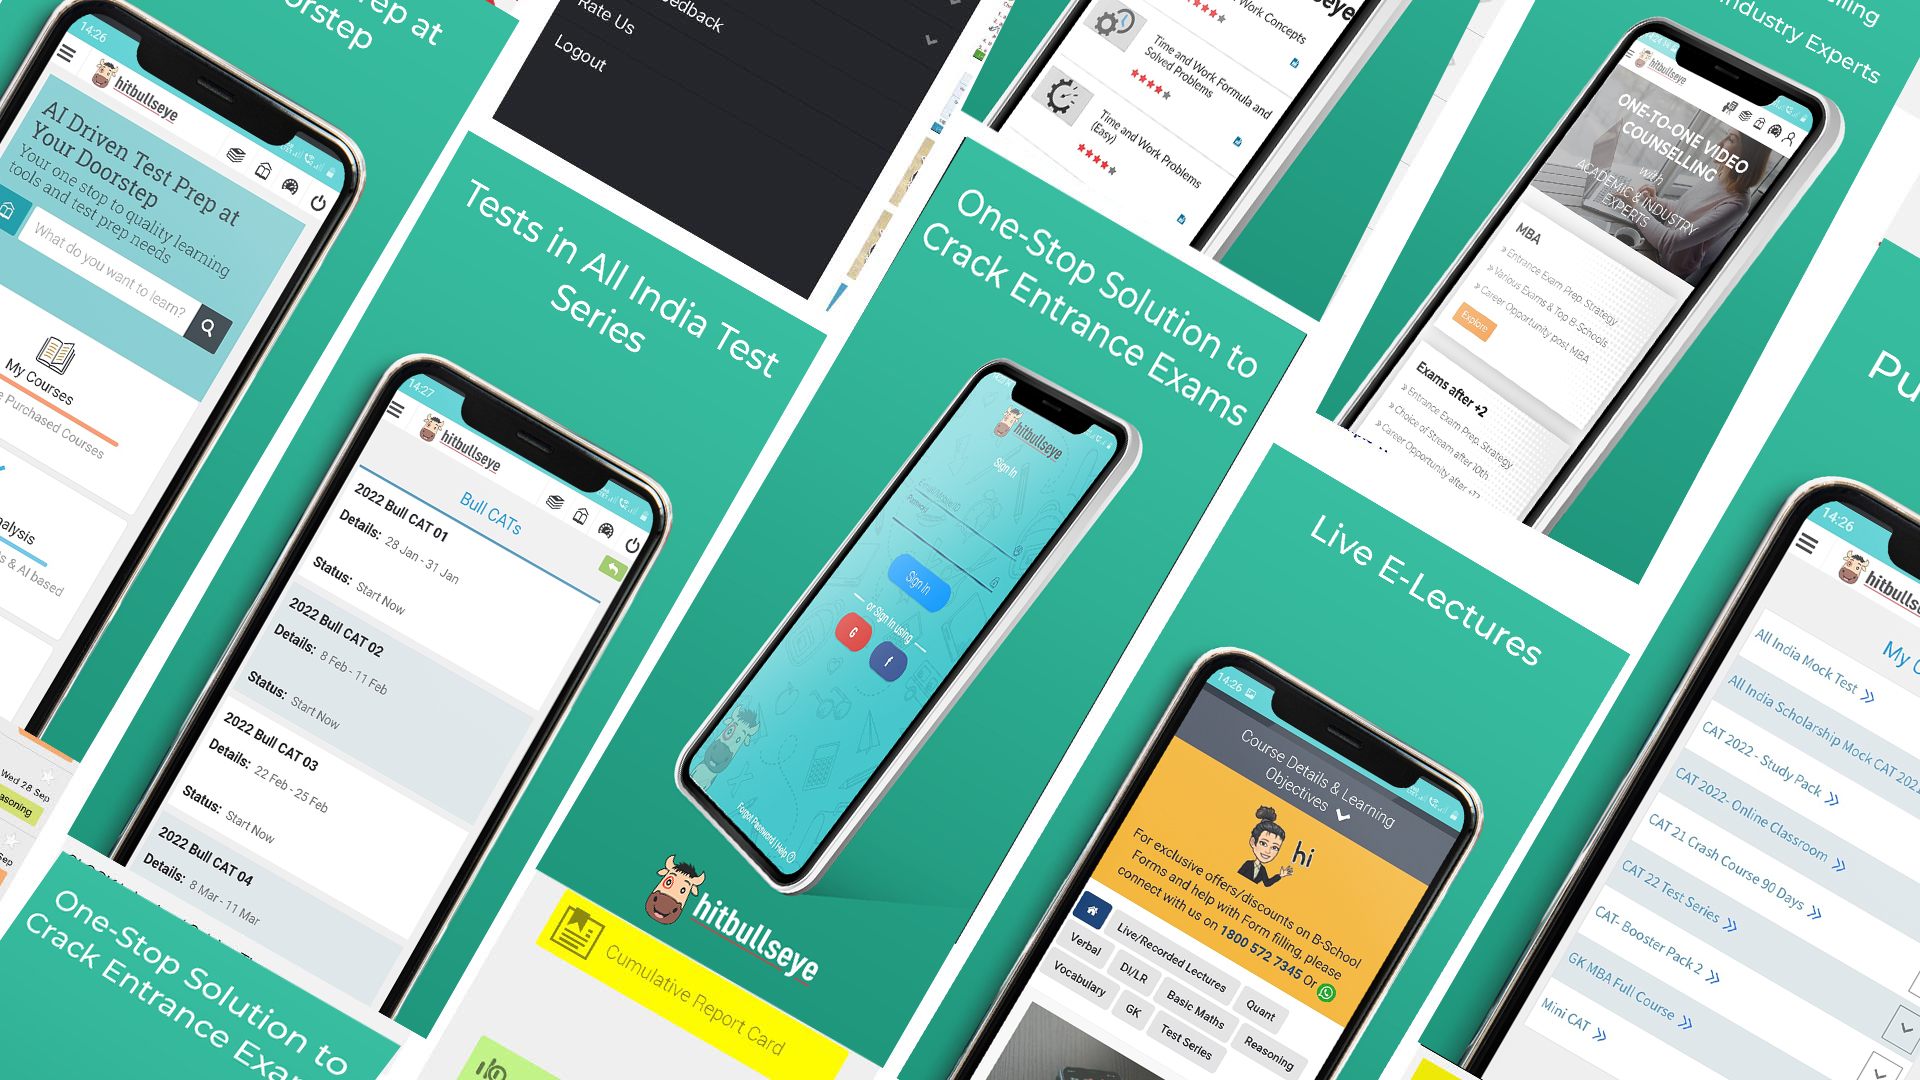 Prep at
Doorstep
14:26
hitbullseye
AI Driven Test Prep at
Your Doorstep
Your one stop to quality learning
tools and test prep needs
What do you want to learn?
My Courses
Purchased Courses
& AI based
Wed 28 Sep
Rate Us
Logout
Tests in All India Test
Series
14:27
hitbullseye
Bull CATs
2022 Bull CAT 01
Details: 28 Jan - 31 Jan
Status: Start Now
2022 Bull CAT 02
Details: 8 Feb - 11 Feb
Status: Start Now
2022 Bull CAT 03
Details: 22 Feb - 25 Feb
Status: Start Now
2022 Bull CAT 04
Details: 8 Mar - 11 Mar
One-Stop Solution to
Crack Entrance
Work Concepts
Time and Work Formula and
Solved Problems
Time and Work Problems
(Easy)
One-Stop Solution to
Crack Entrance Exams
hitbullseye
Sign In
Password
Sign In
or Sign In using
G
f
Forgot Password | Help
hitbullseye
Cumulative Report Card
Industry Experts
hitbullseye
ONE-TO-ONE VIDEO
COUNSELLING
with
ACADEMIC & INDUSTRY
EXPERTS
MBA
» Entrance Exam Prep. Strategy
» Various Exams & Top B-Schools
» Career Opportunity post MBA
Explore
Exams after +2
» Entrance Exam Prep. Strategy
» Choice of Stream after 10th
» Career Opportunity after +12
Live E-Lectures
14:26
Course Details & Learning
Objectives
hi
For exclusive offers/discounts on B-School
Forms and help with Form filling, please
connect with us on 1800 572 7345 Or
Live/Recorded Lectures
Quant
Verbal
DI/LR
Basic Maths
Reasoning
Vocabulary
GK
Test Series
14:26
My
All India Mock Test
All India Scholarship Mock CAT
CAT 2022 - Study Pack
CAT 2022- Online Classroom
CAT 21 Crash Course 90 Days
CAT 22 Test Series
CAT- Booster Pack 2
GK MBA Full Course
Mini CAT